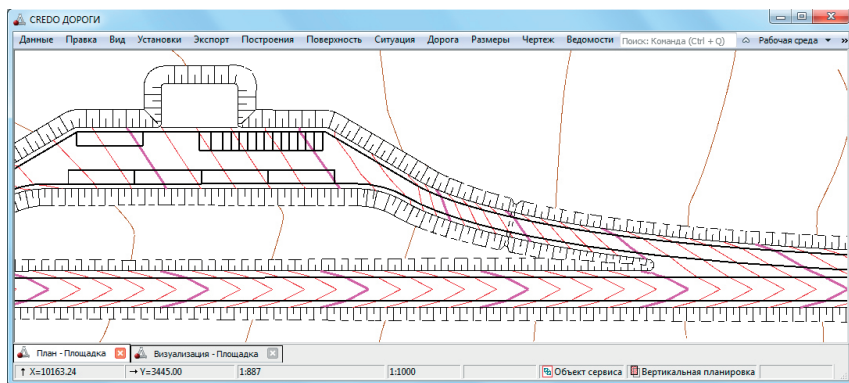 CREDO ДОРОГИ
Данные Правка Вид Установки Экспорт Построения Поверхность Ситуация Дорога Размеры Чертеж Ведомости Поиск: Команда (Ctrl + Q) Рабочая среда »
План - Площадка Визуализация - Площадка
↑ X=10163.24 → Y=3445.00 1:887 1:1000 Объект сервиса Вертикальная планировка